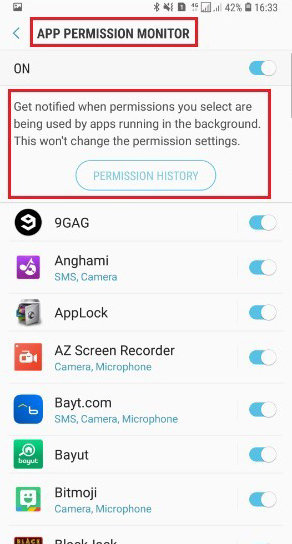 42% 16:33
APP PERMISSION MONITOR
ON
Get notified when permissions you select are
being used by apps running in the background.
This won't change the permission settings.
PERMISSION HISTORY
9GAG
Anghami
SMS, Camera
AppLock
AZ Screen Recorder
Camera, Microphone
Bayt.com
SMS, Camera, Microphone
bayut
Bayut
Bitmoji
Camera, Microphone